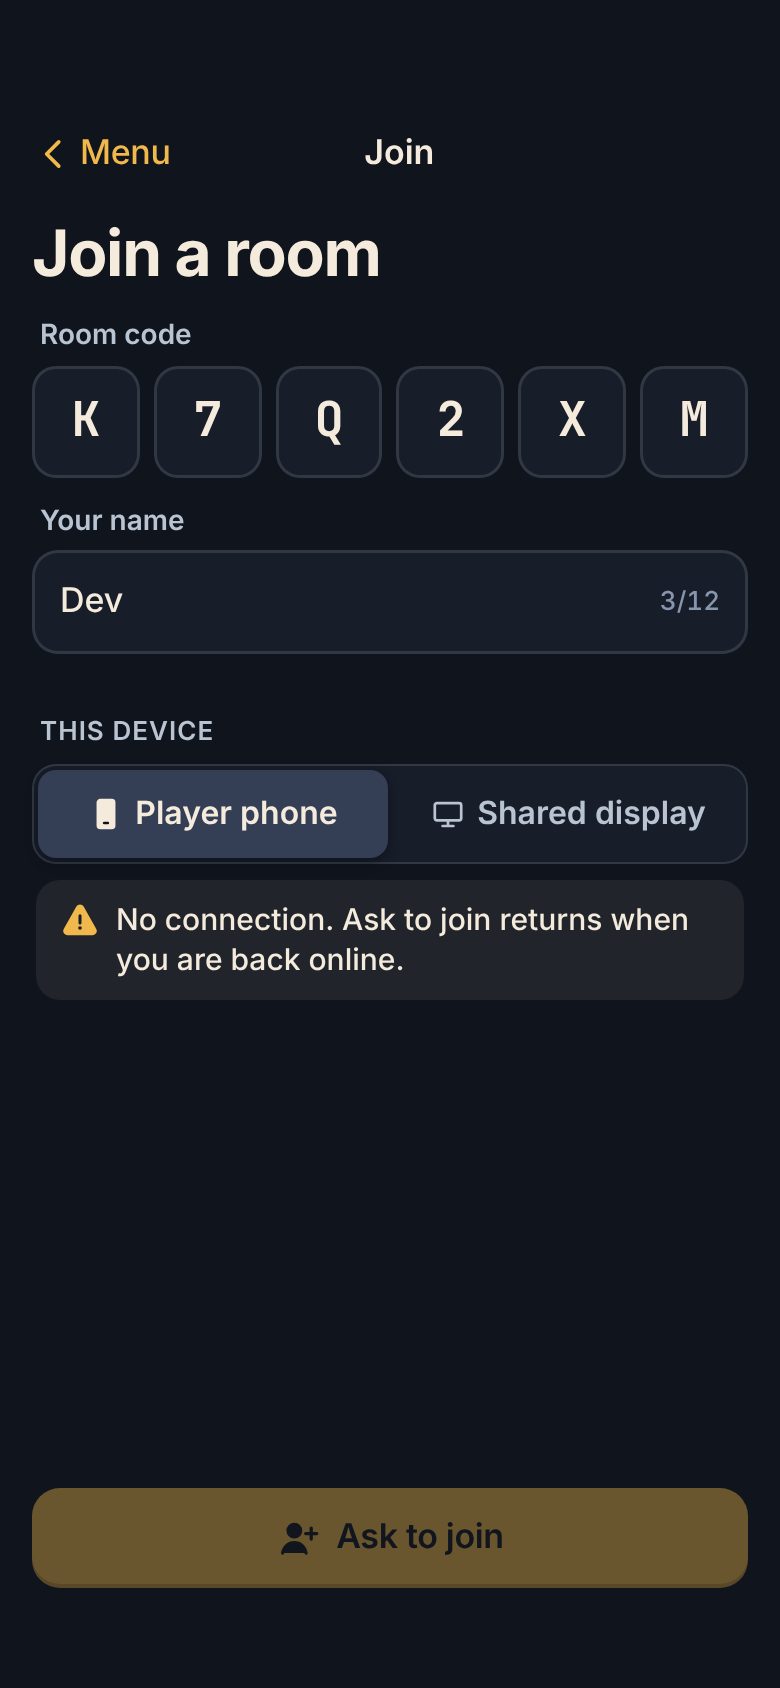 Menu
Join
Join a room
Room code
K 7 Q 2 X M
Your name
Dev
3/12
THIS DEVICE
Player phone
Shared display
No connection. Ask to join returns when
you are back online.
Ask to join